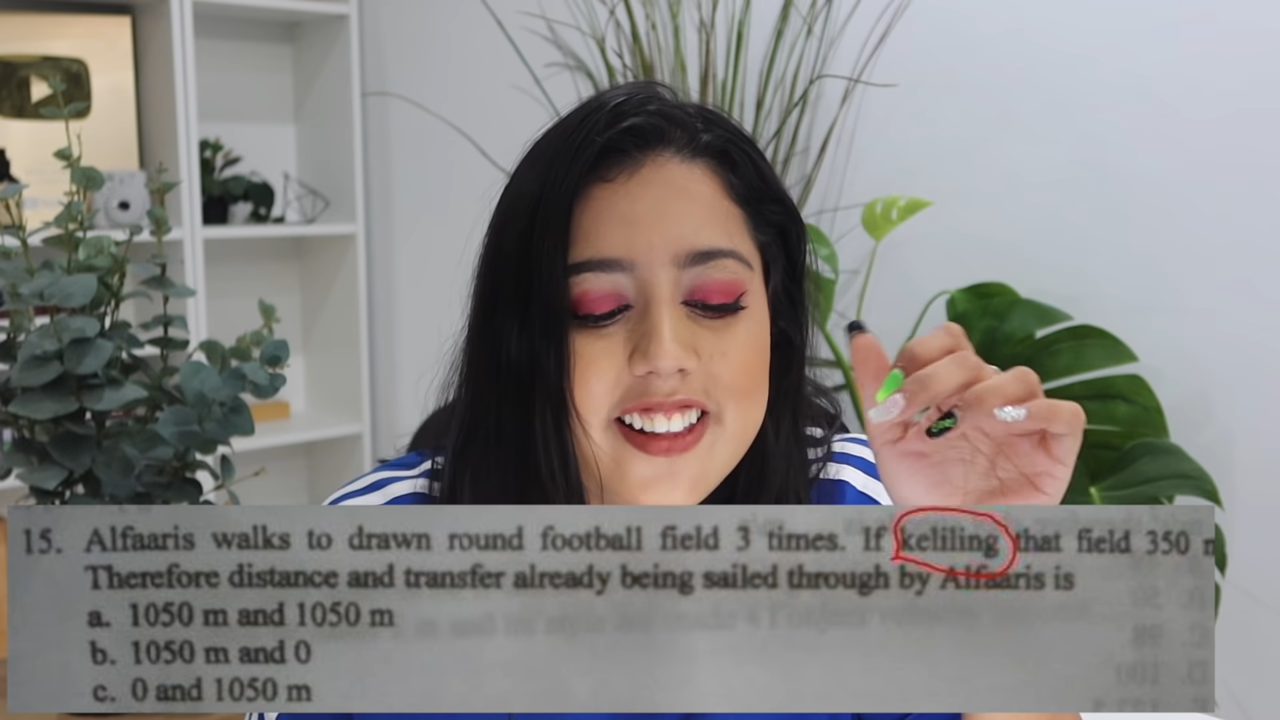 15. Alfaaris walks to drawn round football field 3 times. If keliling that field 350
Therefore distance and transfer already being sailed through by Alfaaris is
a. 1050 m and 1050 m
b. 1050 m and 0
c. 0 and 1050 m